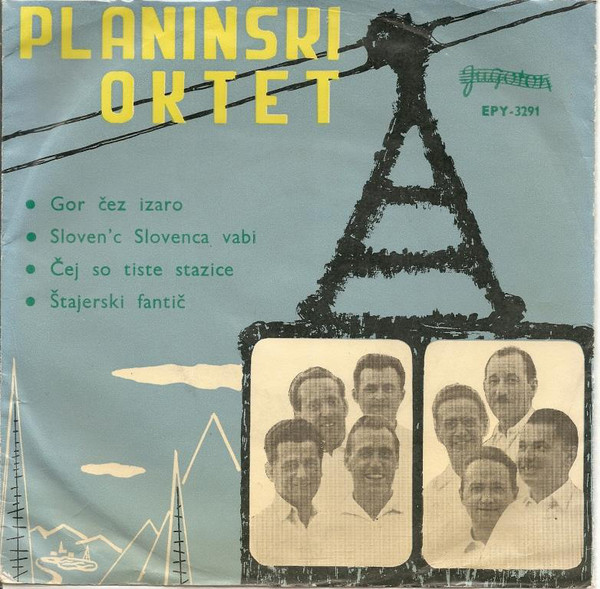 PLANINSKI
OKTET
Jugoton
EPY-3291
• Gor čez izaro
• Sloven'c Slovenca vabi
• Čej so tiste stazice
• Štajerski fantič